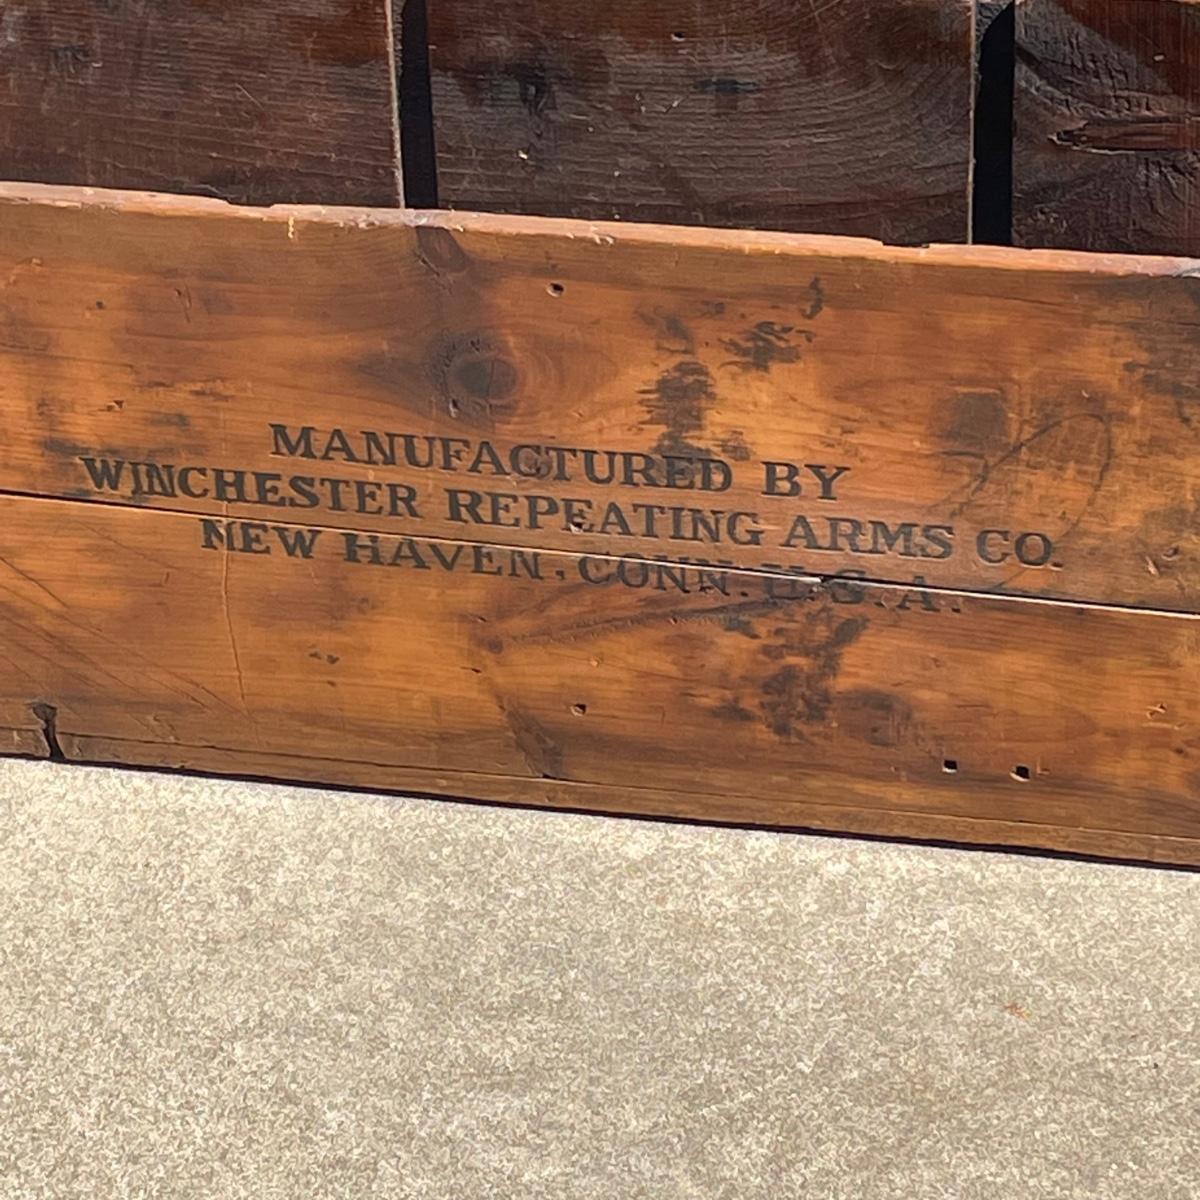 MANUFACTURED BY
WINCHESTER REPEATING ARMS CO.
NEW HAVEN, CONN. U.S.A.